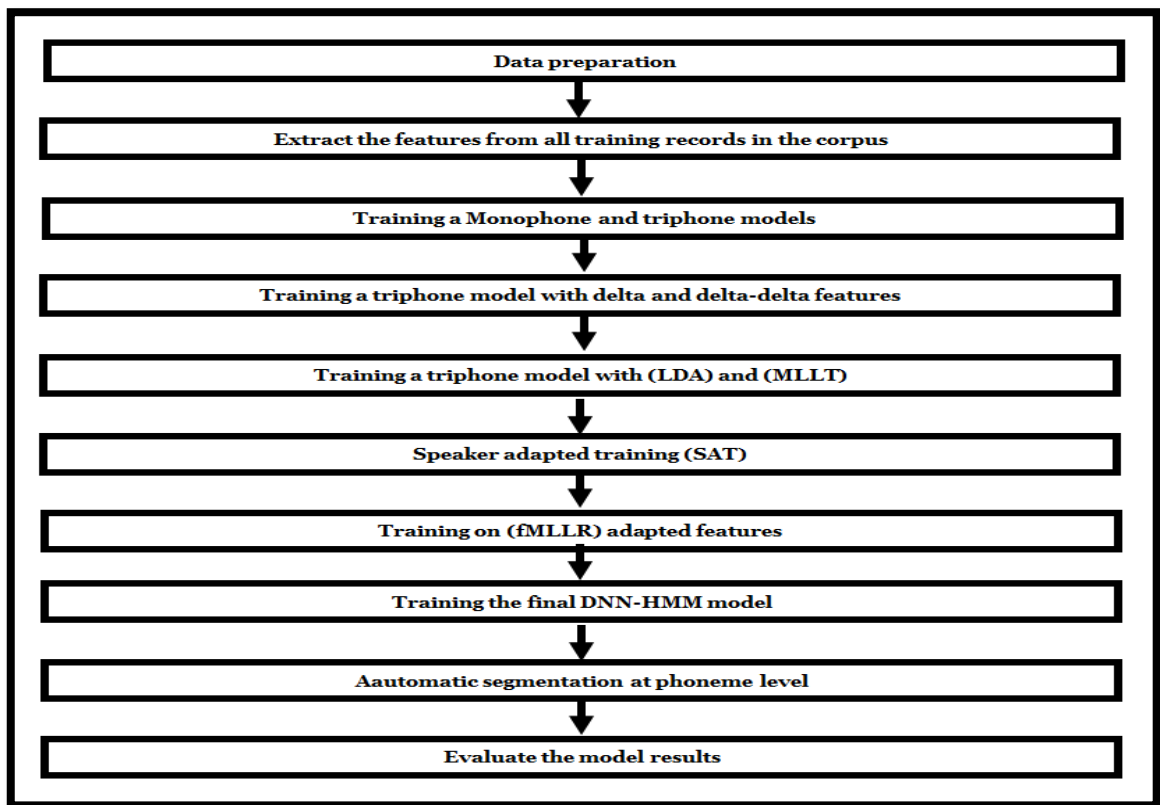 Data preparation
Extract the features from all training records in the corpus
Training a Monophone and triphone models
Training a triphone model with delta and delta-delta features
Training a triphone model with (LDA) and (MLLT)
Speaker adapted training (SAT)
Training on (fMLLR) adapted features
Training the final DNN-HMM model
Aautomatic segmentation at phoneme level
Evaluate the model results